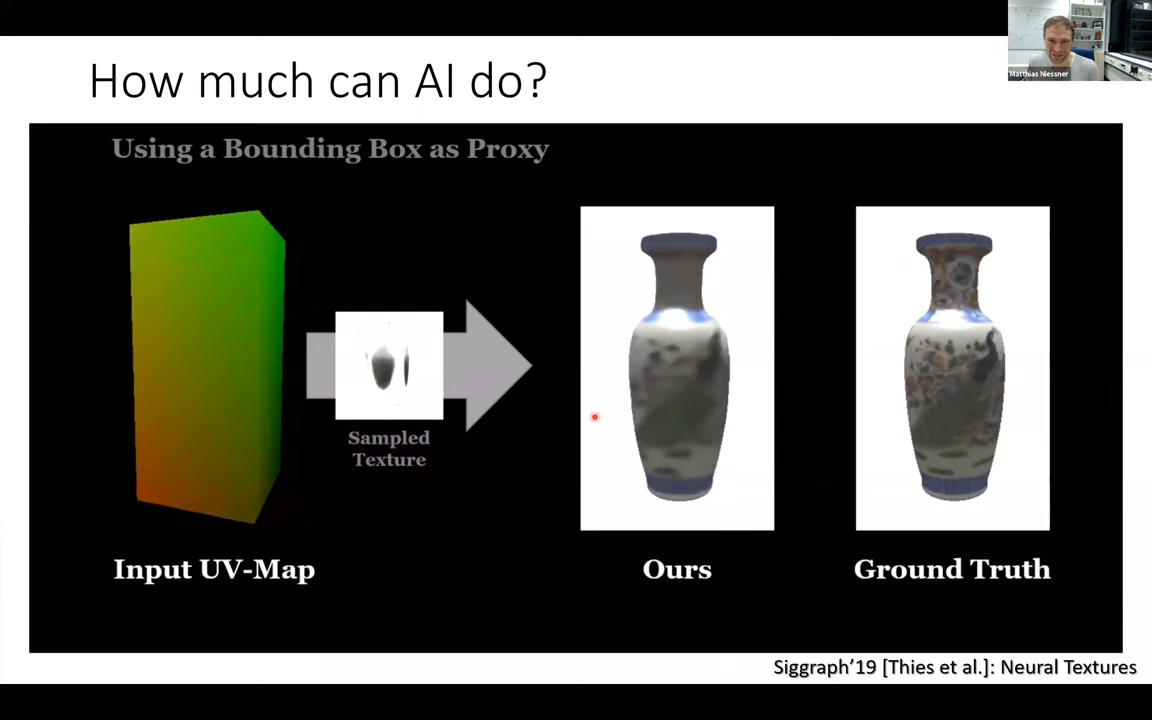 Matthias Niessner
How much can AI do?
Using a Bounding Box as Proxy
Sampled
Texture
Input UV-Map
Ours
Ground Truth
Siggraph’19 [Thies et al.]: Neural Textures